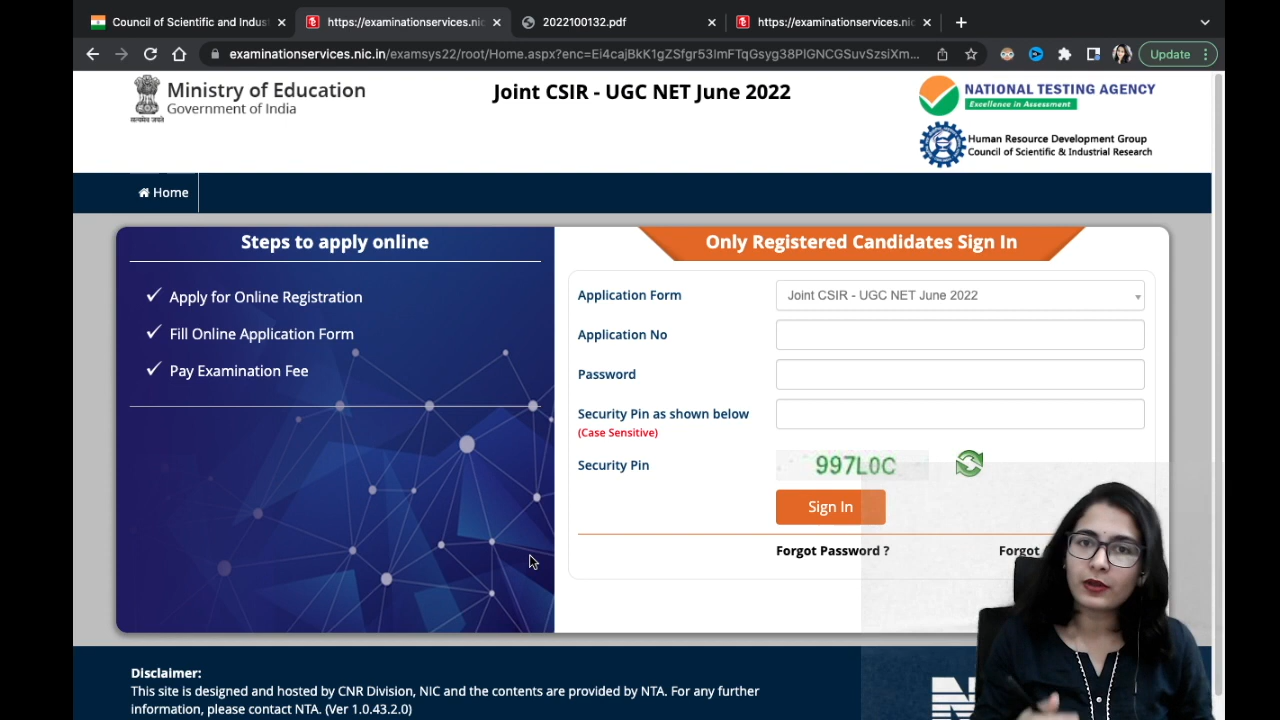 Council of Scientific and Indust
https://examinationservices.nic
2022100132.pdf
https://examinationservices.nic.
examinationservices.nic.in/examsys22/root/Home.aspx?enc=Ei4cajBkK1gZSfgr53lmFTqGsyg38PlGNCGSuvSzsiXm...
Update
सत्यमेव जयते
Ministry of Education
Government of India
Joint CSIR - UGC NET June 2022
NATIONAL TESTING AGENCY
Excellence in Assessment
Human Resource Development Group
Council of Scientific & Industrial Research
Home
Steps to apply online
Apply for Online Registration
Fill Online Application Form
Pay Examination Fee
Only Registered Candidates Sign In
Application Form
Joint CSIR - UGC NET June 2022
Application No
Password
Security Pin as shown below
(Case Sensitive)
Security Pin
997L0C
Sign In
Forgot Password ?
Forgot
Disclaimer:
This site is designed and hosted by CNR Division, NIC and the contents are provided by NTA. For any further
information, please contact NTA. (Ver 1.0.43.2.0)